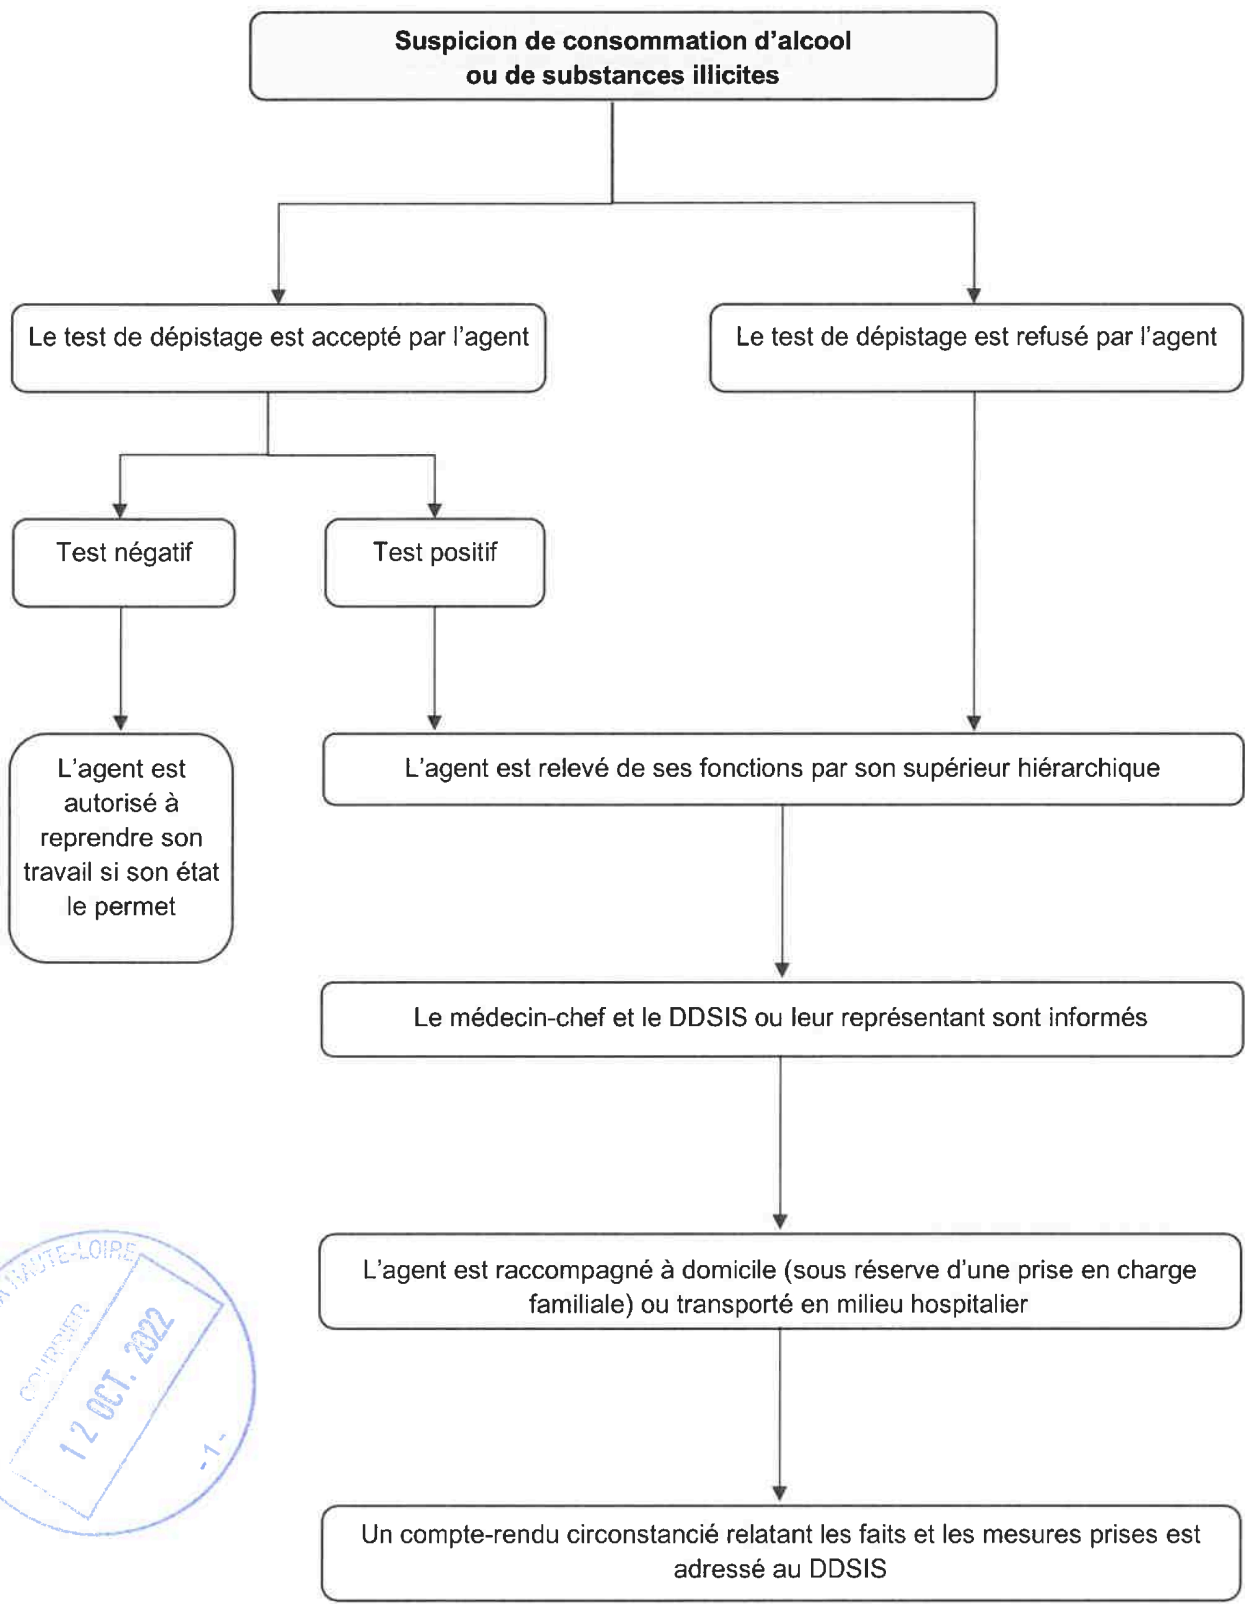 Suspicion de consommation d'alcool
ou de substances illicites
Le test de dépistage est accepté par l'agent
Le test de dépistage est refusé par l'agent
Test négatif
Test positif
L'agent est
autorisé à
reprendre son
travail si son état
le permet
L'agent est relevé de ses fonctions par son supérieur hiérarchique
Le médecin-chef et le DDSIS ou leur représentant sont informés
L'agent est raccompagné à domicile (sous réserve d'une prise en charge
familiale) ou transporté en milieu hospitalier
HAUTE-LOIRE
COURRIER
12 OCT. 2022
-1-
Un compte-rendu circonstancié relatant les faits et les mesures prises est
adressé au DDSIS